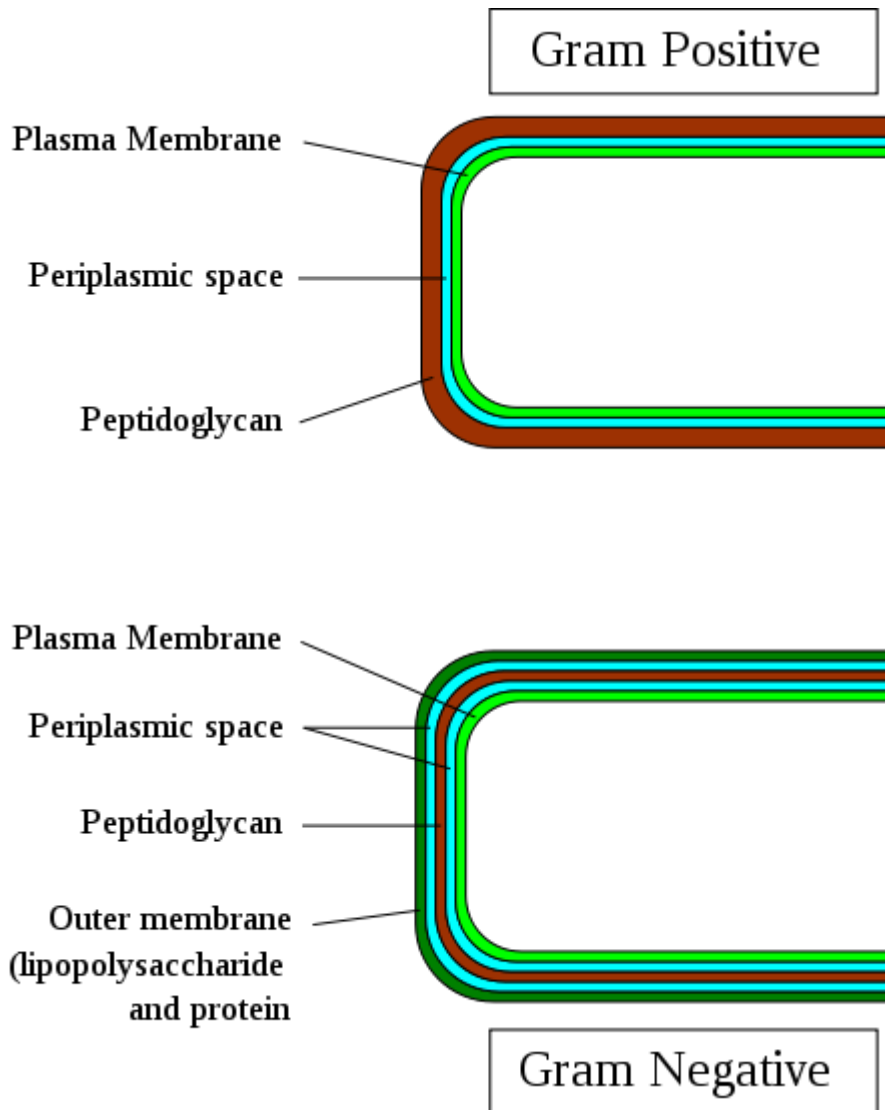 Gram Positive
Plasma Membrane
Periplasmic space
Peptidoglycan
Plasma Membrane
Periplasmic space
Peptidoglycan
Outer membrane
(lipopolysaccharide
and protein
Gram Negative